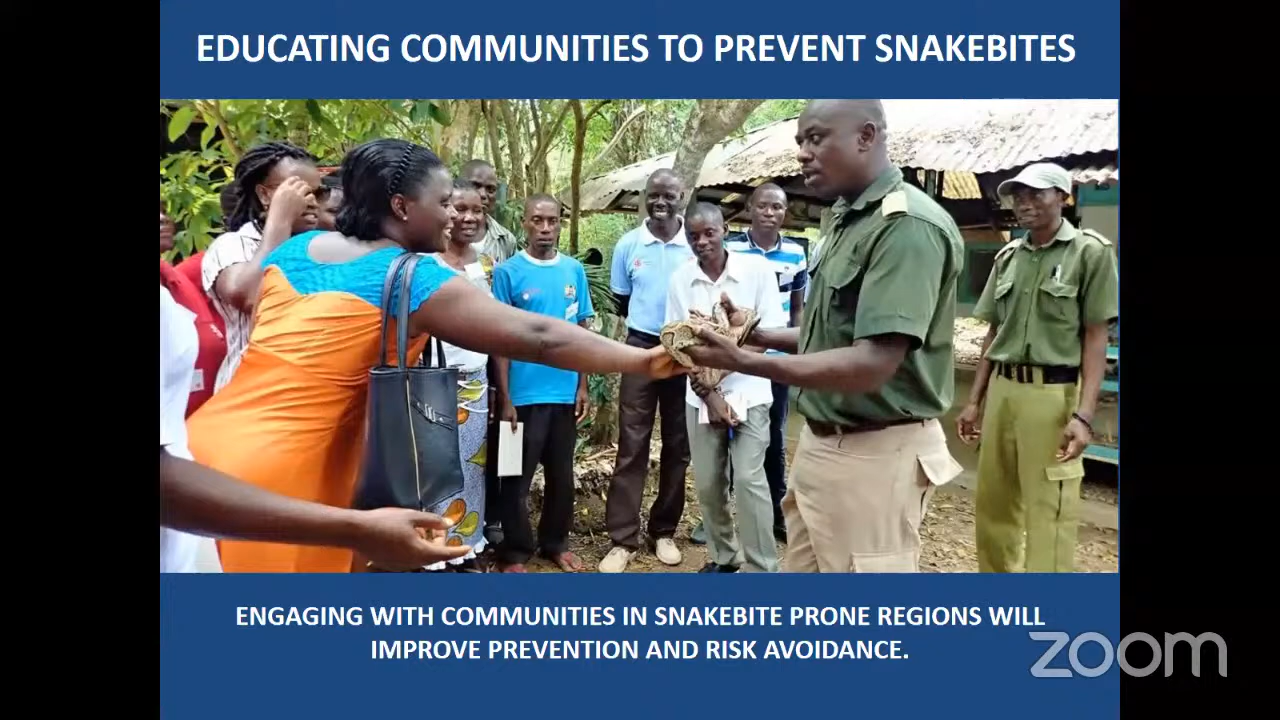 EDUCATING COMMUNITIES TO PREVENT SNAKEBITES
ENGAGING WITH COMMUNITIES IN SNAKEBITE PRONE REGIONS WILL
IMPROVE PREVENTION AND RISK AVOIDANCE.
zoom